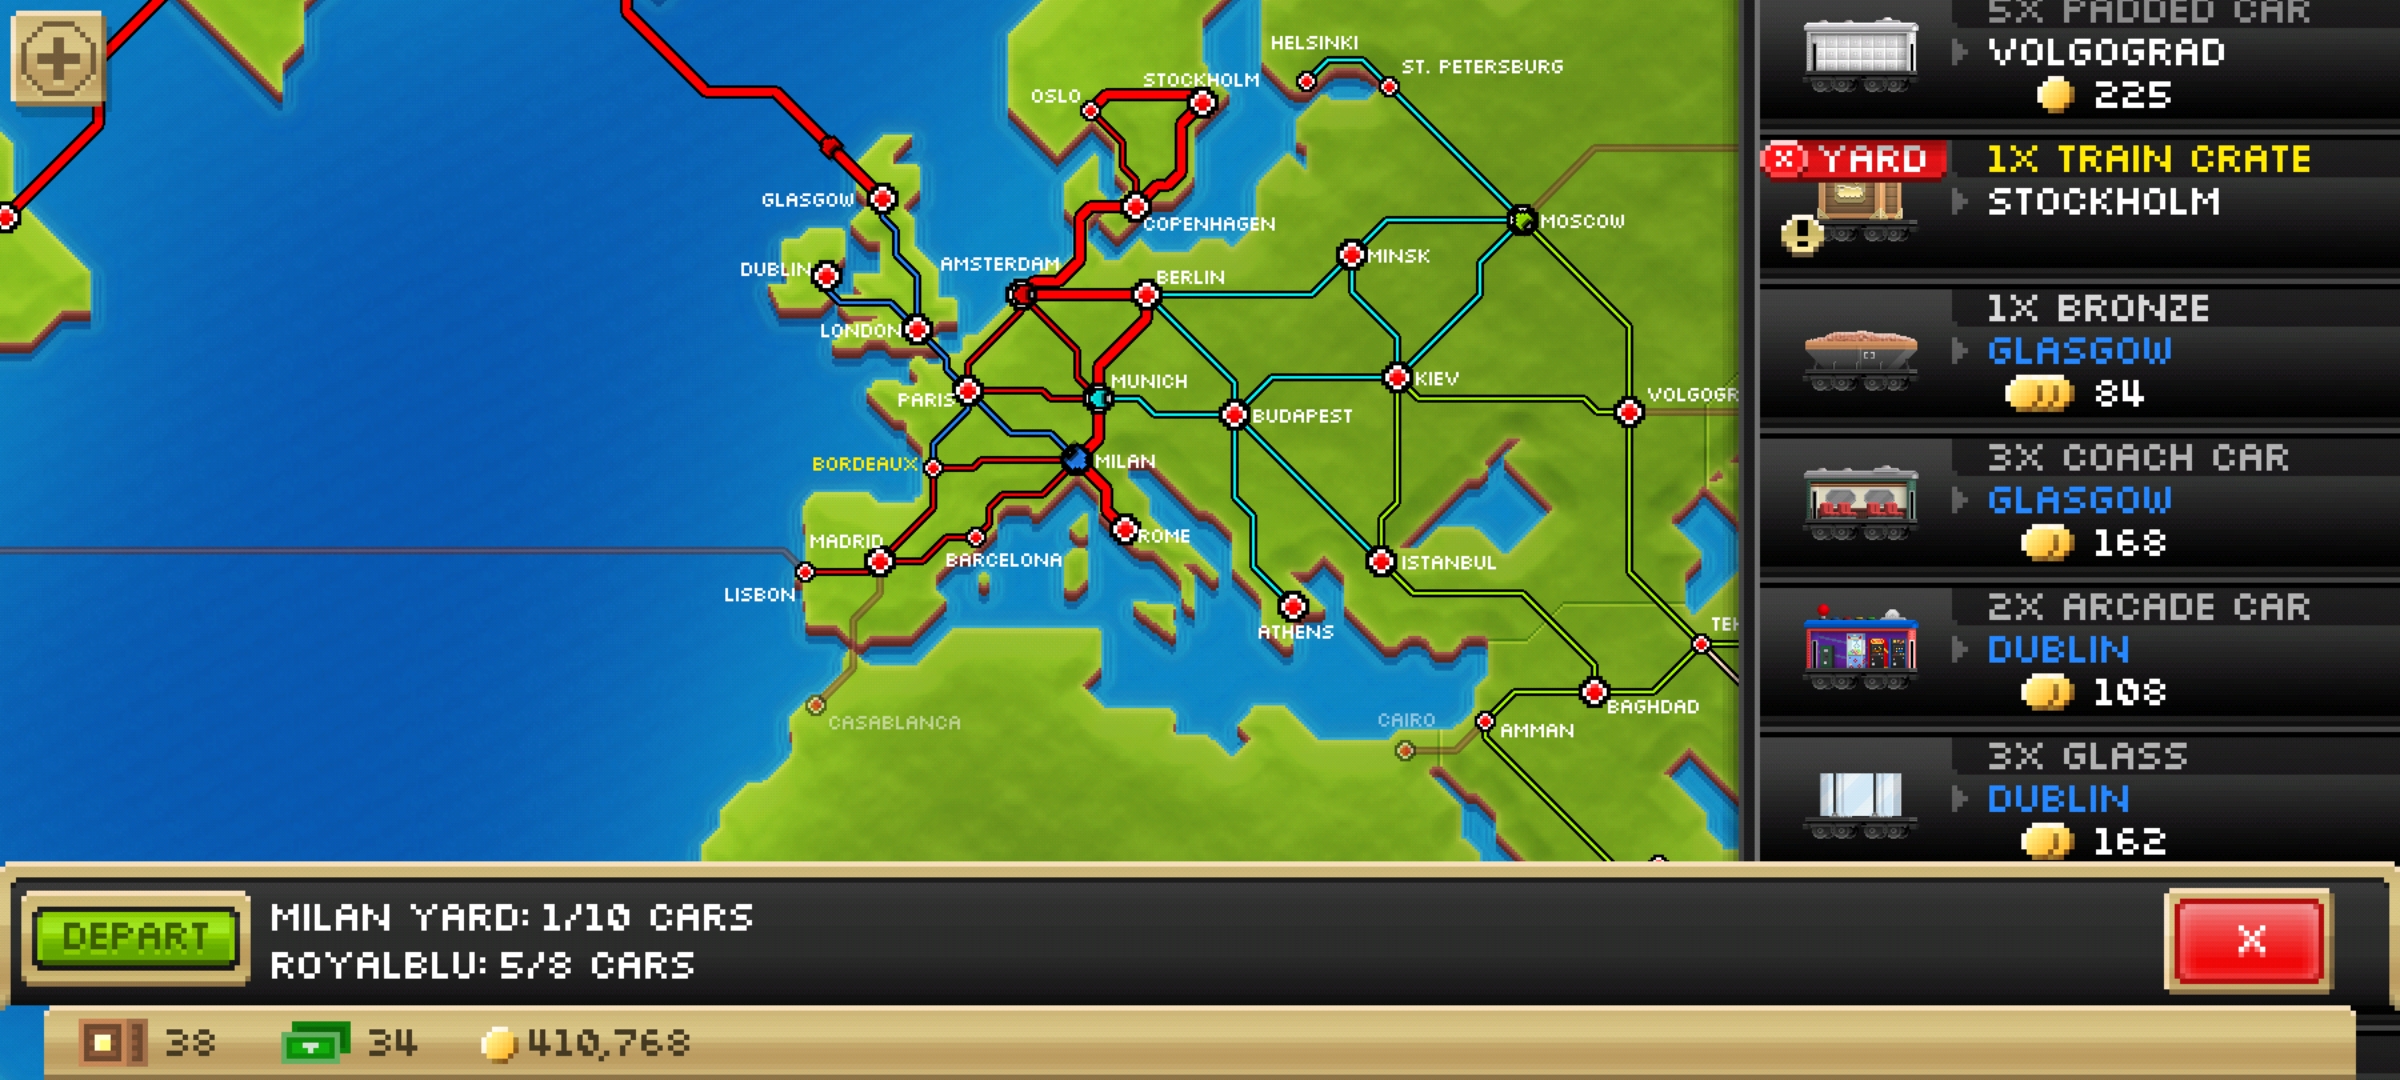 HELSINKI
ST. PETERSBURG
STOCKHOLM
OSLO
GLASGOW
COPENHAGEN
MOSCOW
MINSK
AMSTERDAM
DUBLIN
BERLIN
LONDON
MUNICH
KIEV
VOLGOGR
PARIS
BUDAPEST
BORDEAUX
MILAN
MADRID
ROME
BARCELONA
ISTANBUL
LISBON
ATHENS
TEH
BAGHDAD
CASABLANCA
CAIRO
AMMAN
5X PADDED CAR
VOLGOGRAD
225
YARD
1X TRAIN CRATE
STOCKHOLM
1X BRONZE
GLASGOW
84
3X COACH CAR
GLASGOW
168
2X ARCADE CAR
DUBLIN
108
3X GLASS
DUBLIN
162
DEPART
MILAN YARD: 1/10 CARS
ROYALBLU: 5/8 CARS
X
38
34
410,768